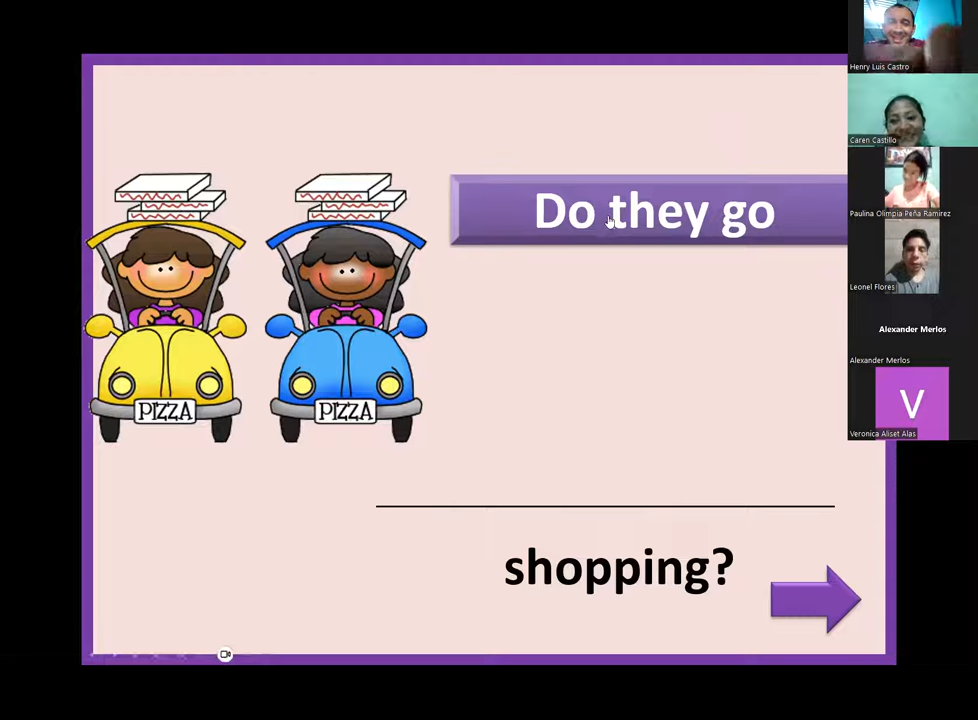 Henry Luis Castro
Caren Castillo
Paulina Olimpia Peña Ramirez
Leonel Flores
Alexander Merlos
Alexander Merlos
V
Veronica Aliset Alas
Do they go
PIZZA
PIZZA
shopping?